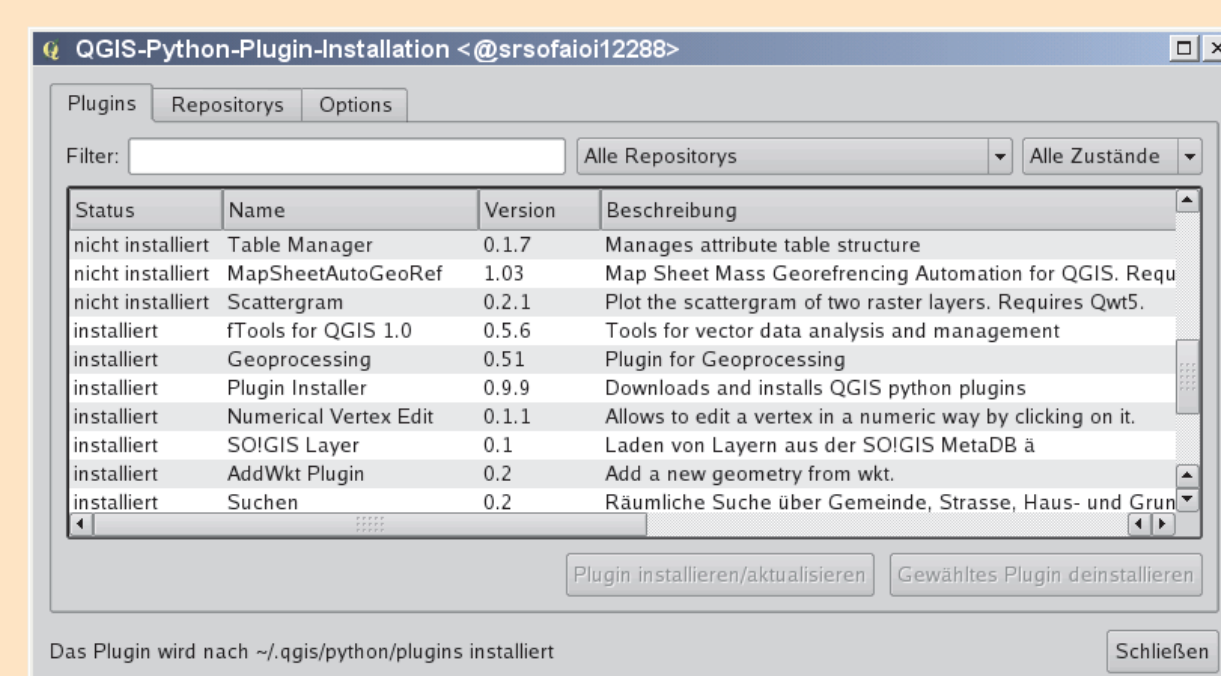 QGIS-Python-Plugin-Installation <@srsofaioi12288>
Plugins Repositorys Options
Filter: Alle Repositorys Alle Zustände
Status Name Version Beschreibung
nicht installiert Table Manager 0.1.7 Manages attribute table structure
nicht installiert MapSheetAutoGeoRef 1.03 Map Sheet Mass Georefrencing Automation for QGIS. Requ
nicht installiert Scattergram 0.2.1 Plot the scattergram of two raster layers. Requires Qwt5.
installiert fTools for QGIS 1.0 0.5.6 Tools for vector data analysis and management
installiert Geoprocessing 0.51 Plugin for Geoprocessing
installiert Plugin Installer 0.9.9 Downloads and installs QGIS python plugins
installiert Numerical Vertex Edit 0.1.1 Allows to edit a vertex in a numeric way by clicking on it.
installiert SO!GIS Layer 0.1 Laden von Layern aus der SO!GIS MetaDB ä
installiert AddWkt Plugin 0.2 Add a new geometry from wkt.
installiert Suchen 0.2 Räumliche Suche über Gemeinde, Strasse, Haus- und Grun
Plugin installieren/aktualisieren Gewähltes Plugin deinstallieren
Das Plugin wird nach ~/.qgis/python/plugins installiert Schließen